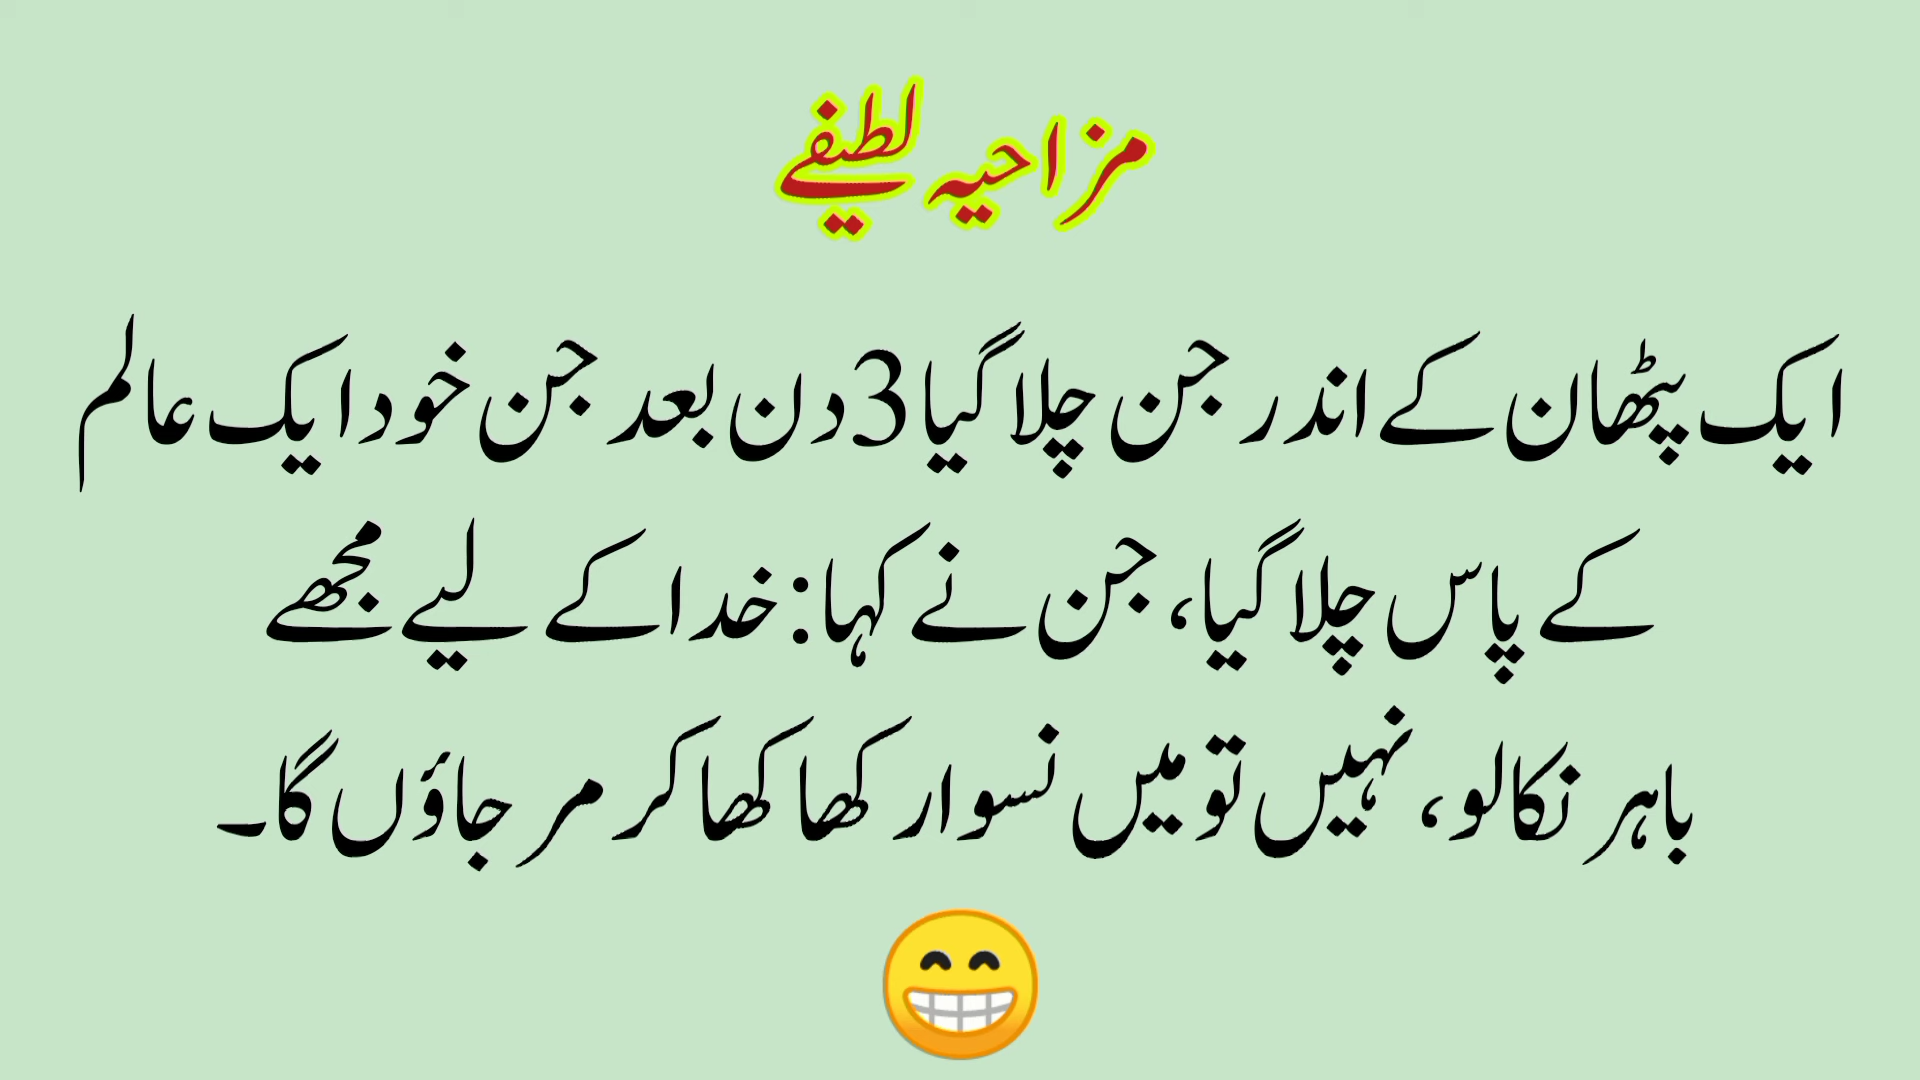 مزاحیہ لطیفے
ایک پٹھان کے اندر جن چلا گیا 3 دن بعد جن خود ایک عالم
کے پاس چلا گیا، جن نے کہا: خدا کے لیے مجھے
باہر نکالو، نہیں تو میں نسوار کھا کھا کر مر جاؤں گا۔